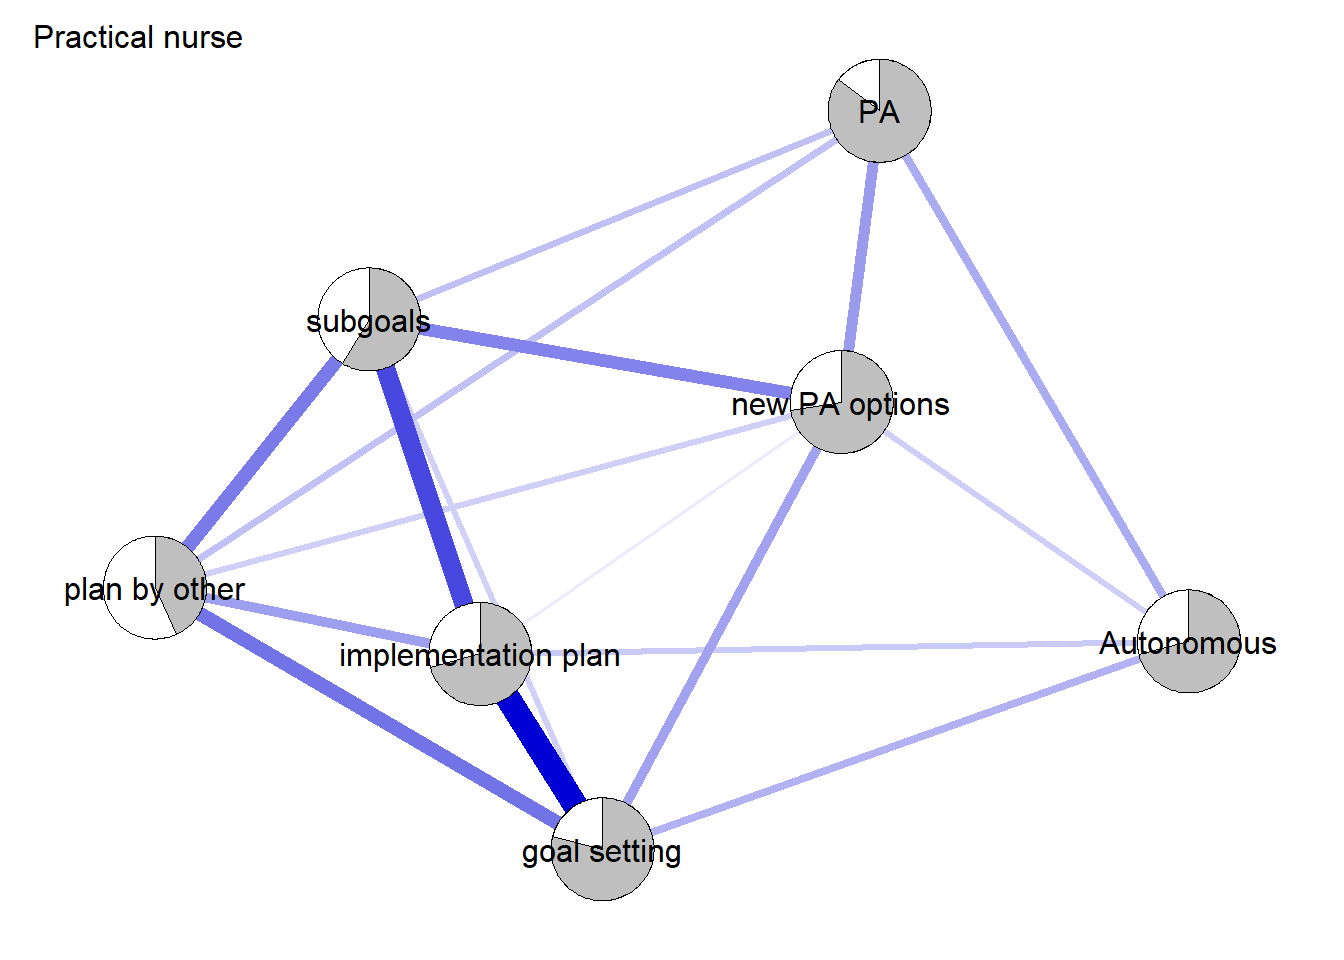 Practical nurse
PA
subgoals
new PA options
plan by other
implementation plan
Autonomous
goal setting